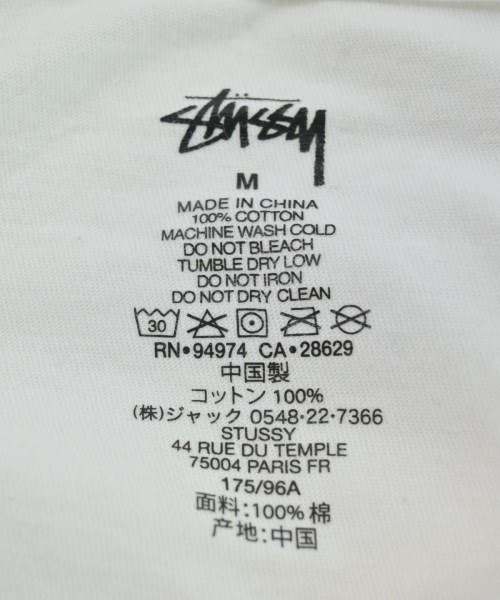 Stüssy
M
MADE IN CHINA
100% COTTON
MACHINE WASH COLD
DO NOT BLEACH
TUMBLE DRY LOW
DO NOT IRON
DO NOT DRY CLEAN
30
RN•94974 CA•28629
中国製
コットン 100%
(株)ジャック 0548·22·7366
STUSSY
44 RUE DU TEMPLE
75004 PARIS FR
175/96A
面料:100% 棉
产地:中国